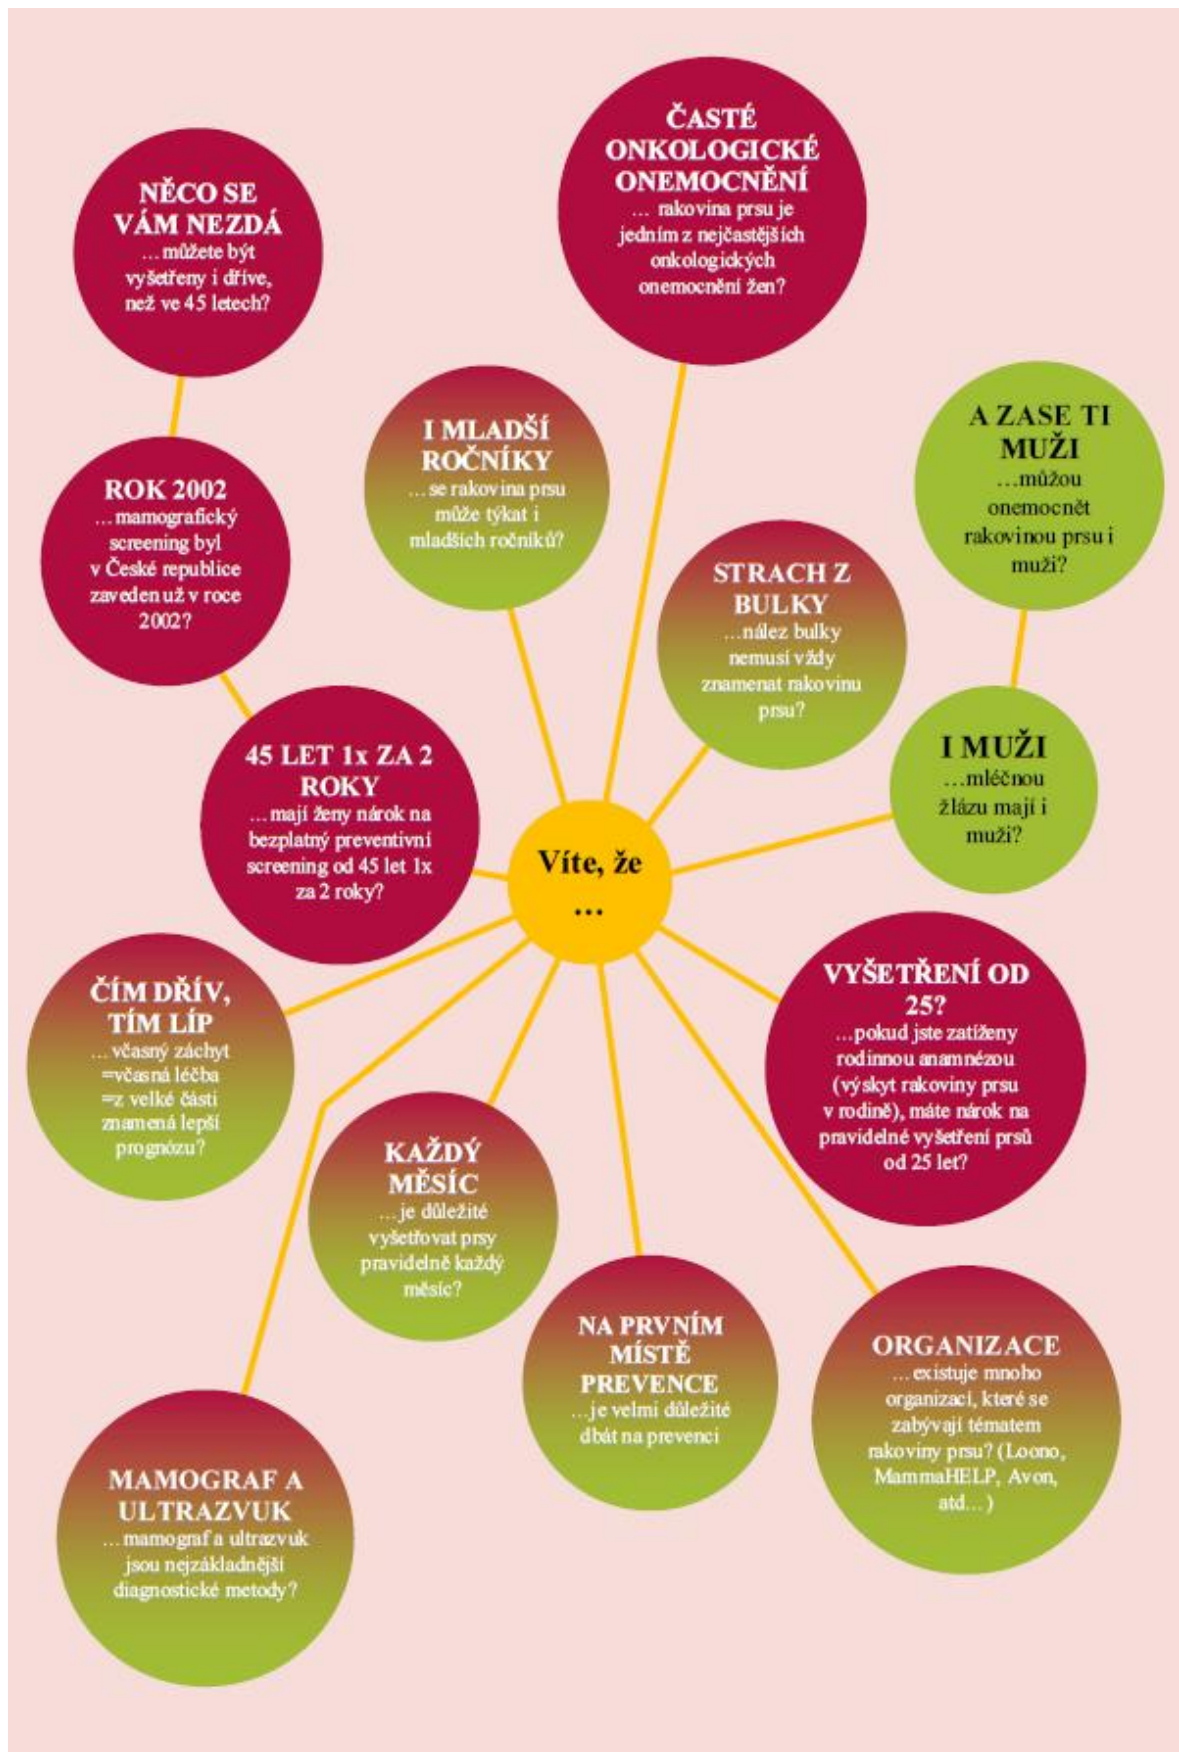 ČASTÉ
ONKOLOGICKÉ
ONEMOCNĚNÍ
… rakovina prsu je
jedním z nejčastějších
onkologických
onemocnění žen?
NĚCO SE
VÁM NEZDÁ
…můžete být
vyšetřeny i dříve,
než ve 45 letech?
I MLADŠÍ
ROČNÍKY
…se rakovina prsu
může týkat i
mladších ročníků?
A ZASE TI
MUŽI
…můžou
onemocnět
rakovinou prsu i
muži?
ROK 2002
…mamografický
screening byl
v České republice
zaveden už v roce
2002?
STRACH Z
BULKY
…nález bulky
nemusí vždy
znamenat rakovinu
prsu?
45 LET 1x ZA 2
ROKY
…mají ženy nárok na
bezplatný preventivní
screening od 45 let 1x
za 2 roky?
I MUŽI
…mléčnou
žlázu mají i
muži?
Víte, že
…
ČÍM DŘÍV,
TÍM LÍP
…včasný záchyt
=včasná léčba
=z velké části
znamená lepší
prognózu?
VYŠETŘENÍ OD
25?
…pokud jste zatíženy
rodinnou anamnézou
(výskyt rakoviny prsu
v rodině), máte nárok na
pravidelné vyšetření prsů
od 25 let?
KAŽDÝ
MĚSÍC
…je důležité
vyšetřovat prsy
pravidelně každý
měsíc?
NA PRVNÍM
MÍSTĚ
PREVENCE
…je velmi důležité
dbát na prevenci
ORGANIZACE
…existuje mnoho
organizací, které se
zabývají tématem
rakoviny prsu? (Loono,
MammaHELP, Avon,
atd…)
MAMOGRAF A
ULTRAZVUK
…mamograf a ultrazvuk
jsou nejzákladnější
diagnostické metody?